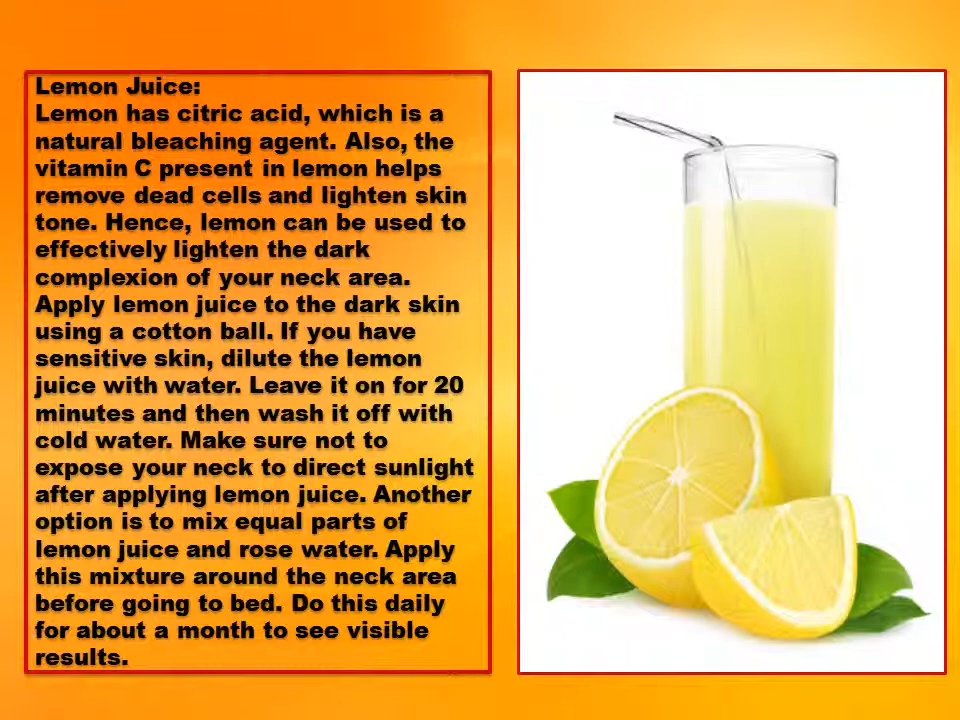 Lemon Juice:
Lemon has citric acid, which is a
natural bleaching agent. Also, the
vitamin C present in lemon helps
remove dead cells and lighten skin
tone. Hence, lemon can be used to
effectively lighten the dark
complexion of your neck area.
Apply lemon juice to the dark skin
using a cotton ball. If you have
sensitive skin, dilute the lemon
juice with water. Leave it on for 20
minutes and then wash it off with
cold water. Make sure not to
expose your neck to direct sunlight
after applying lemon juice. Another
option is to mix equal parts of
lemon juice and rose water. Apply
this mixture around the neck area
before going to bed. Do this daily
for about a month to see visible
results.